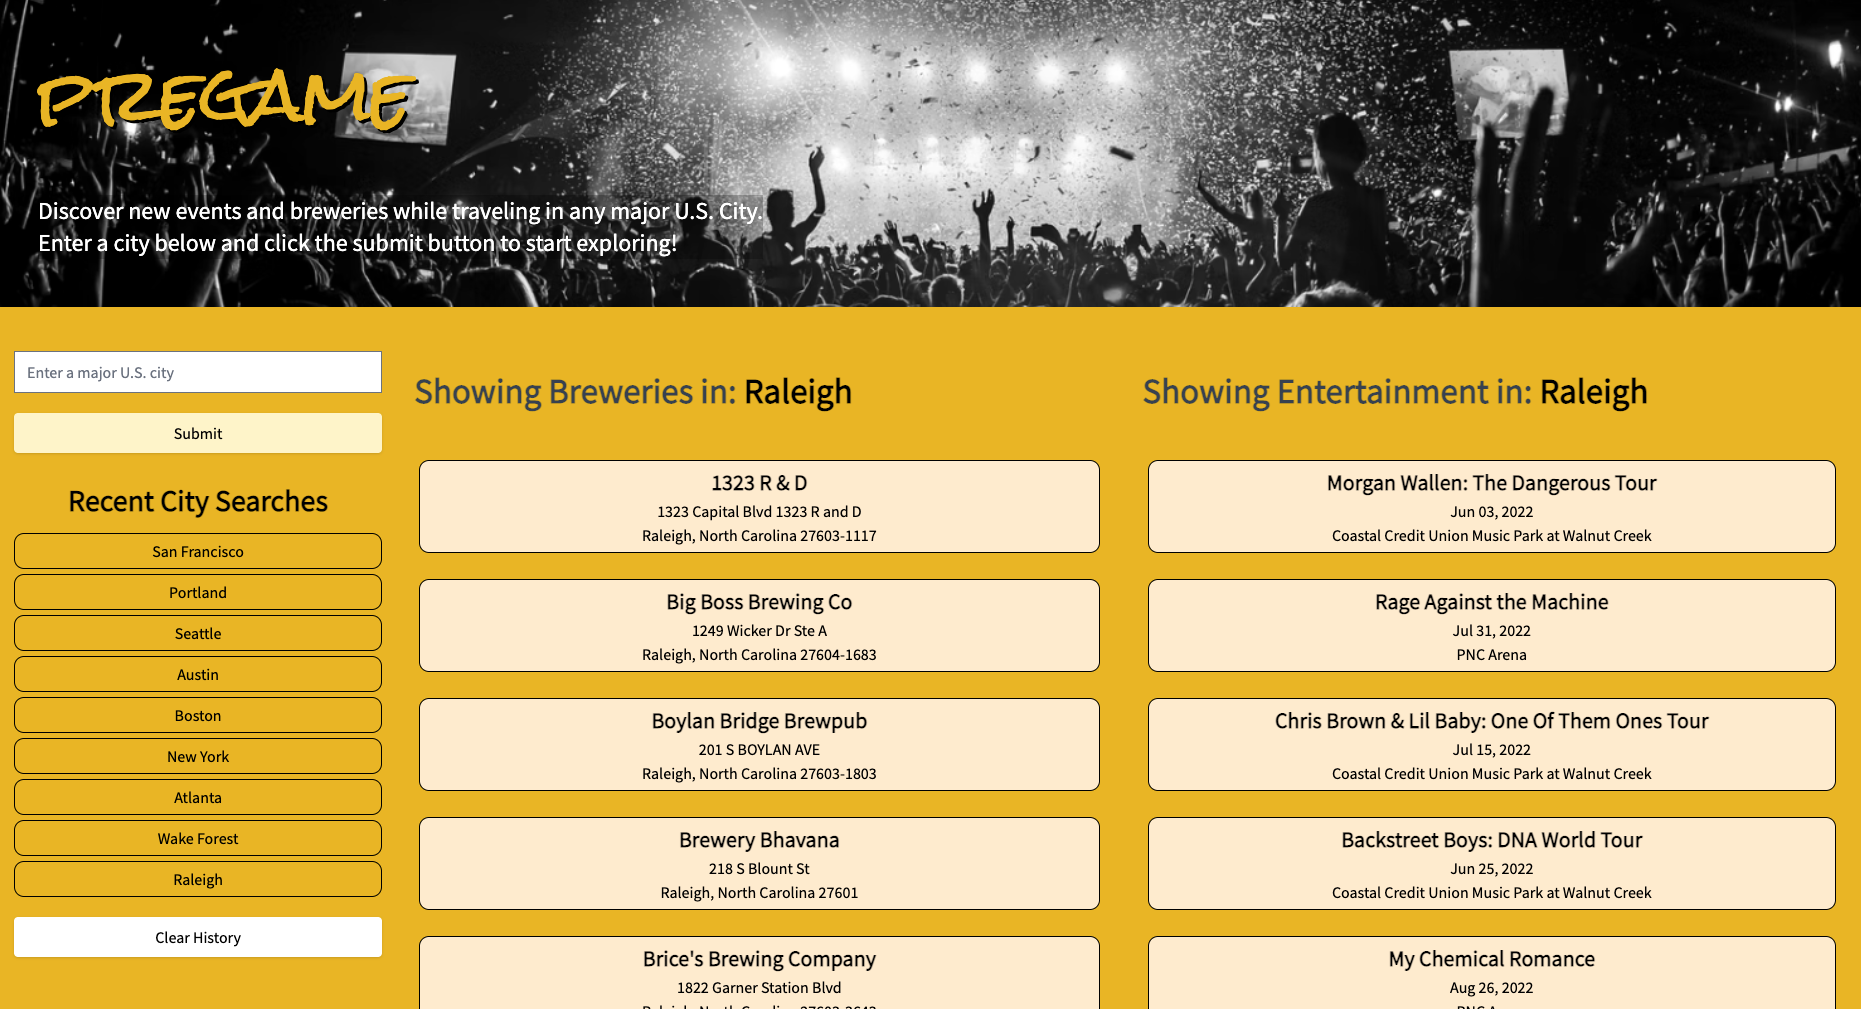 PREGAME
Discover new events and breweries while traveling in any major U.S. City.
Enter a city below and click the submit button to start exploring!
Enter a major U.S. city
Submit
Recent City Searches
San Francisco
Portland
Seattle
Austin
Boston
New York
Atlanta
Wake Forest
Raleigh
Clear History
Showing Breweries in: Raleigh
1323 R & D
1323 Capital Blvd 1323 R and D
Raleigh, North Carolina 27603-1117
Big Boss Brewing Co
1249 Wicker Dr Ste A
Raleigh, North Carolina 27604-1683
Boylan Bridge Brewpub
201 S BOYLAN AVE
Raleigh, North Carolina 27603-1803
Brewery Bhavana
218 S Blount St
Raleigh, North Carolina 27601
Brice's Brewing Company
1822 Garner Station Blvd
Raleigh, North Carolina
Showing Entertainment in: Raleigh
Morgan Wallen: The Dangerous Tour
Jun 03, 2022
Coastal Credit Union Music Park at Walnut Creek
Rage Against the Machine
Jul 31, 2022
PNC Arena
Chris Brown & Lil Baby: One Of Them Ones Tour
Jul 15, 2022
Coastal Credit Union Music Park at Walnut Creek
Backstreet Boys: DNA World Tour
Jun 25, 2022
Coastal Credit Union Music Park at Walnut Creek
My Chemical Romance
Aug 26, 2022
PNC